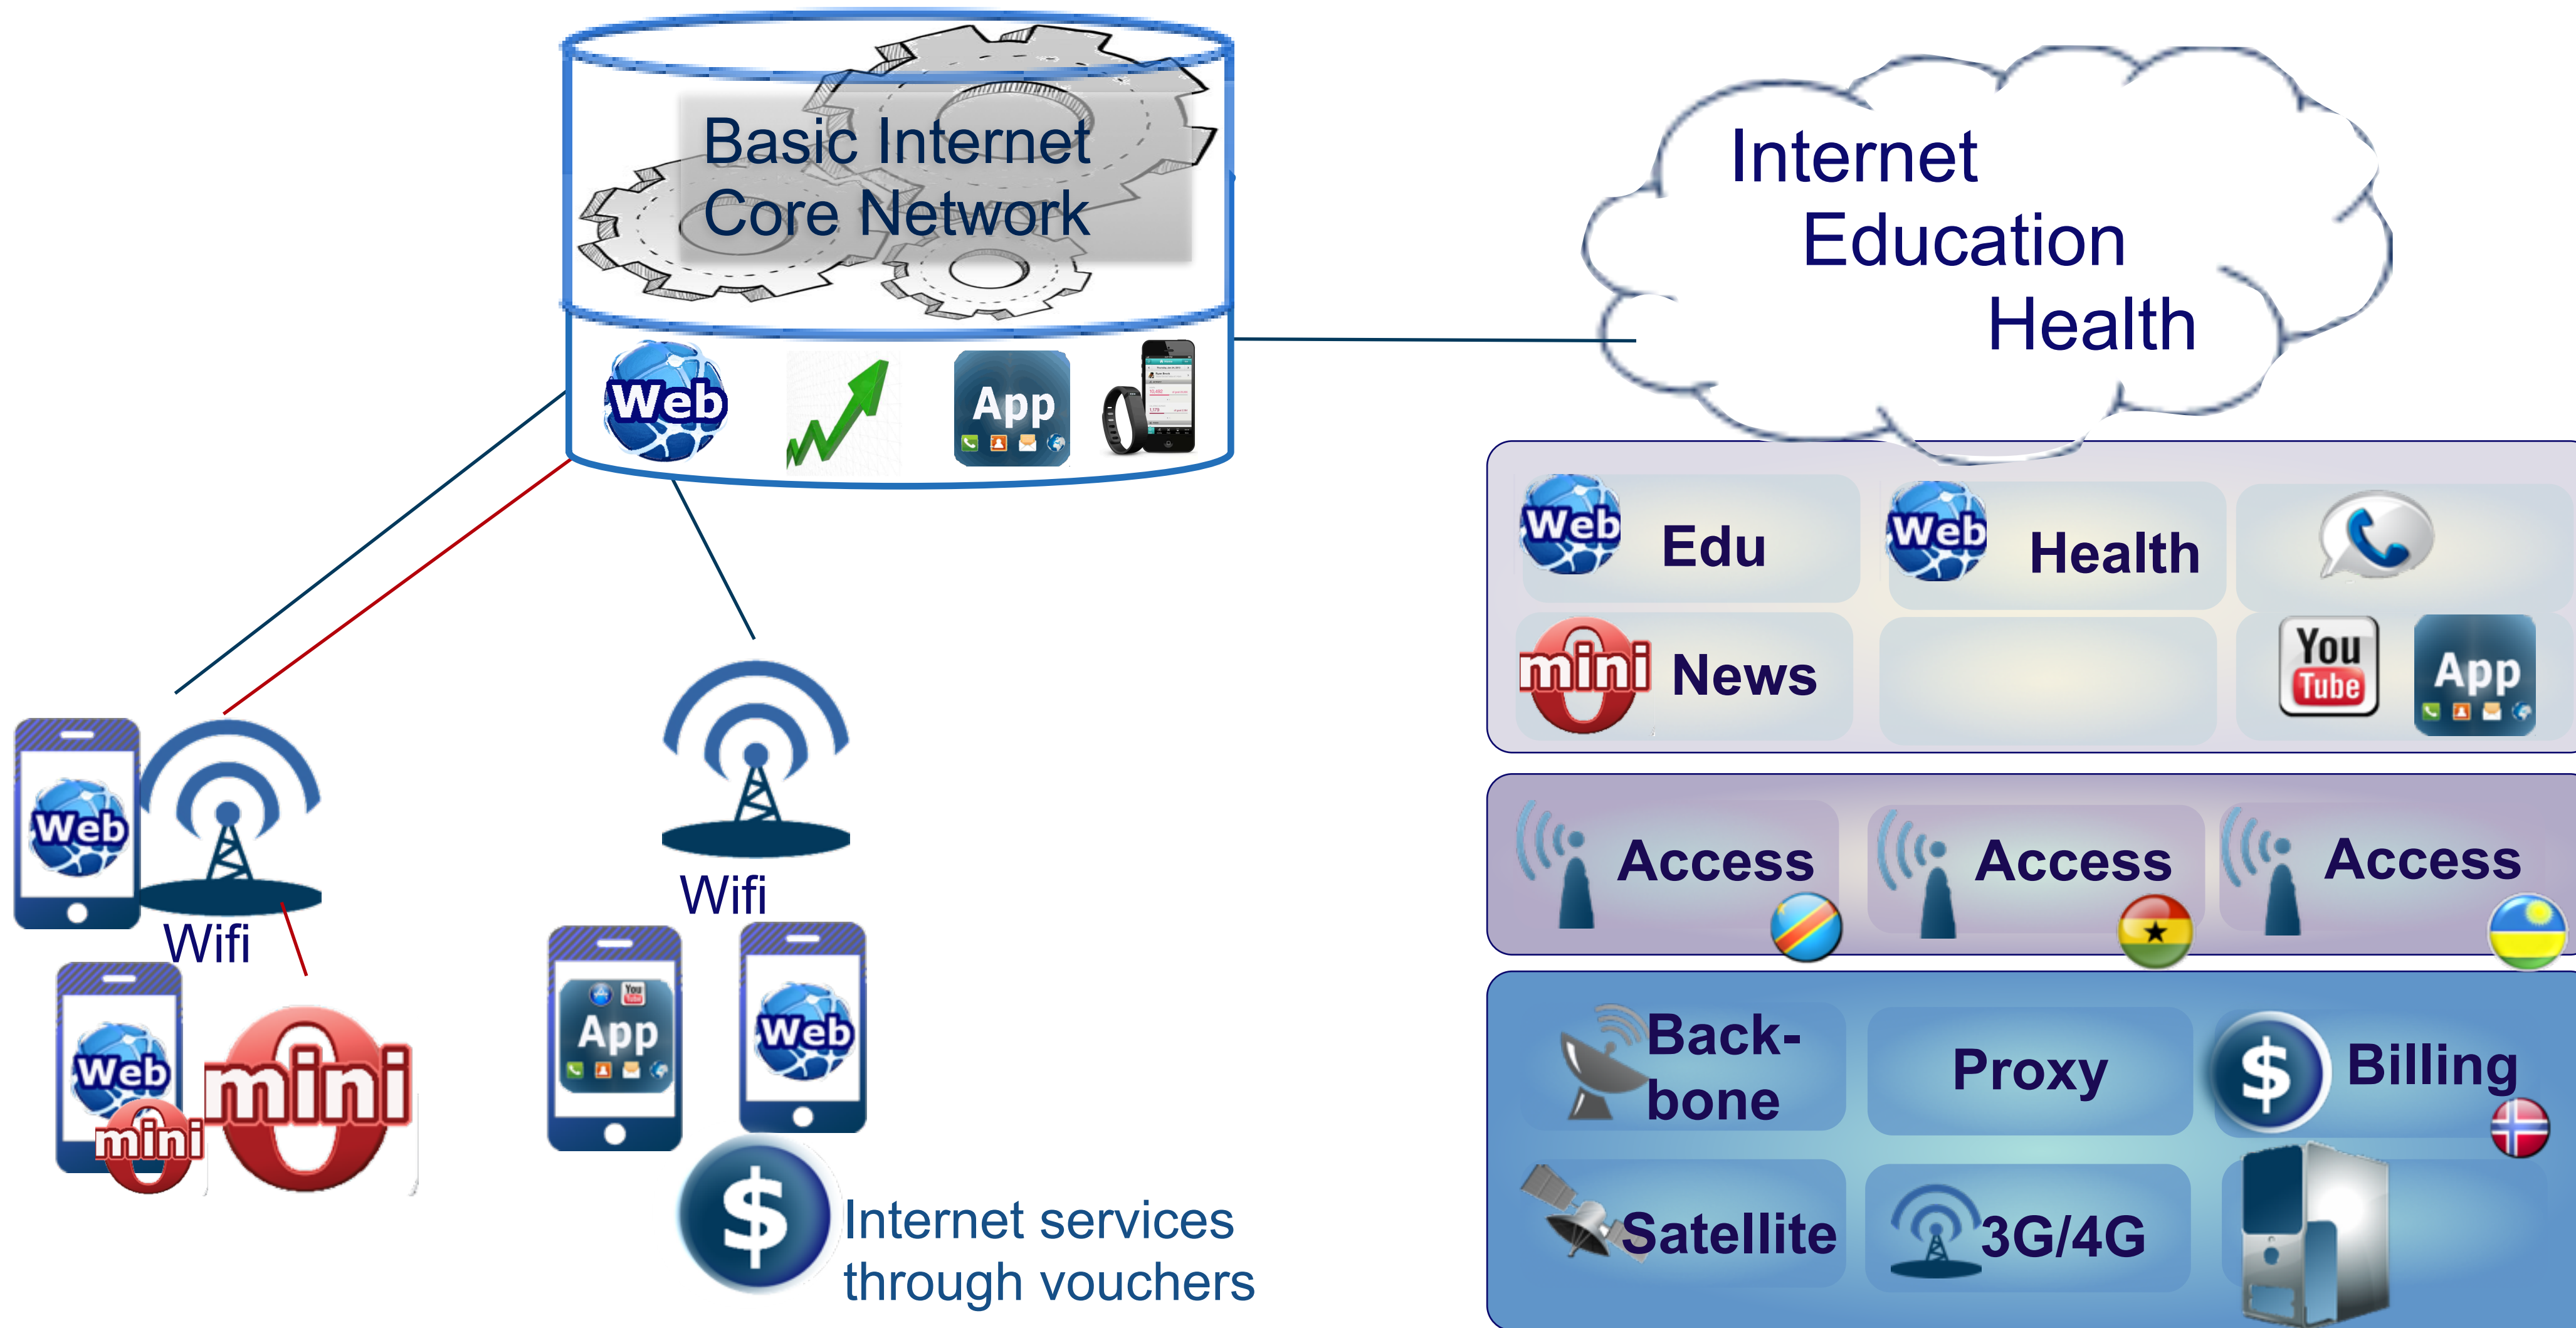 Basic Internet
Core Network
Web
App
Internet
Education
Health
Web Edu
Web Health
mini News
You
Tube
App
Access
Access
Access
Back-
bone
Proxy
$ Billing
Satellite
3G/4G
Web
Wifi
Web
mini
mini
Wifi
You
Tube
App
Web
$
Internet services
through vouchers